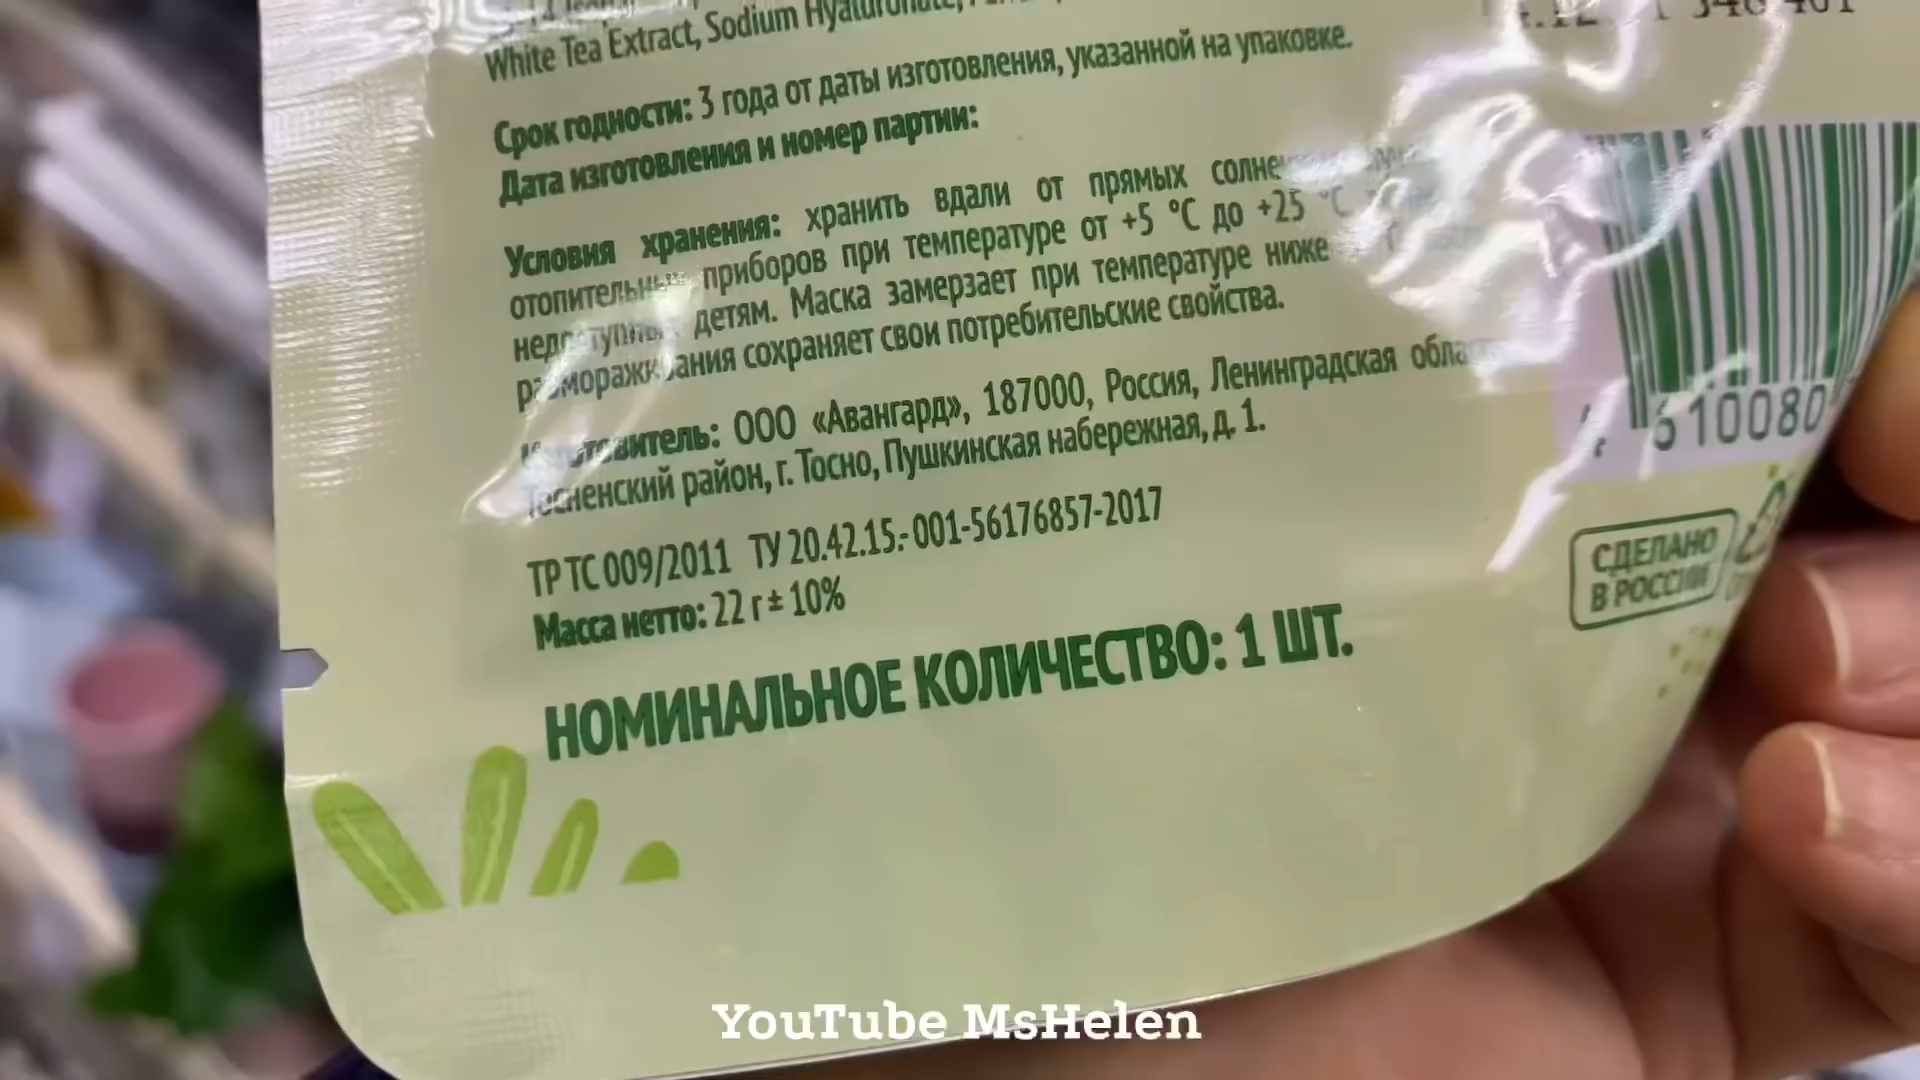 White Tea Extract, Sodium Hyaluronate,
Срок годности: 3 года от даты изготовления, указанной на упаковке.
Дата изготовления и номер партии:
Условия хранения: хранить вдали от прямых
отопительных приборов при температуре от +5 °C до +25 °C
недоступных детям. Маска замерзает при температуре ниже
размораживания сохраняет свои потребительские свойства.
Изготовитель: ООО «Авангард», 187000, Россия, Ленинградская область
Тосненский район, г. Тосно, Пушкинская набережная, д. 1.
ТР ТС 009/2011 ТУ 20.42.15.-001-56176857-2017
Масса нетто: 22 г ± 10%
НОМИНАЛЬНОЕ КОЛИЧЕСТВО: 1 ШТ.
610080
СДЕЛАНО
В РОССИИ
YouTube MsHelen